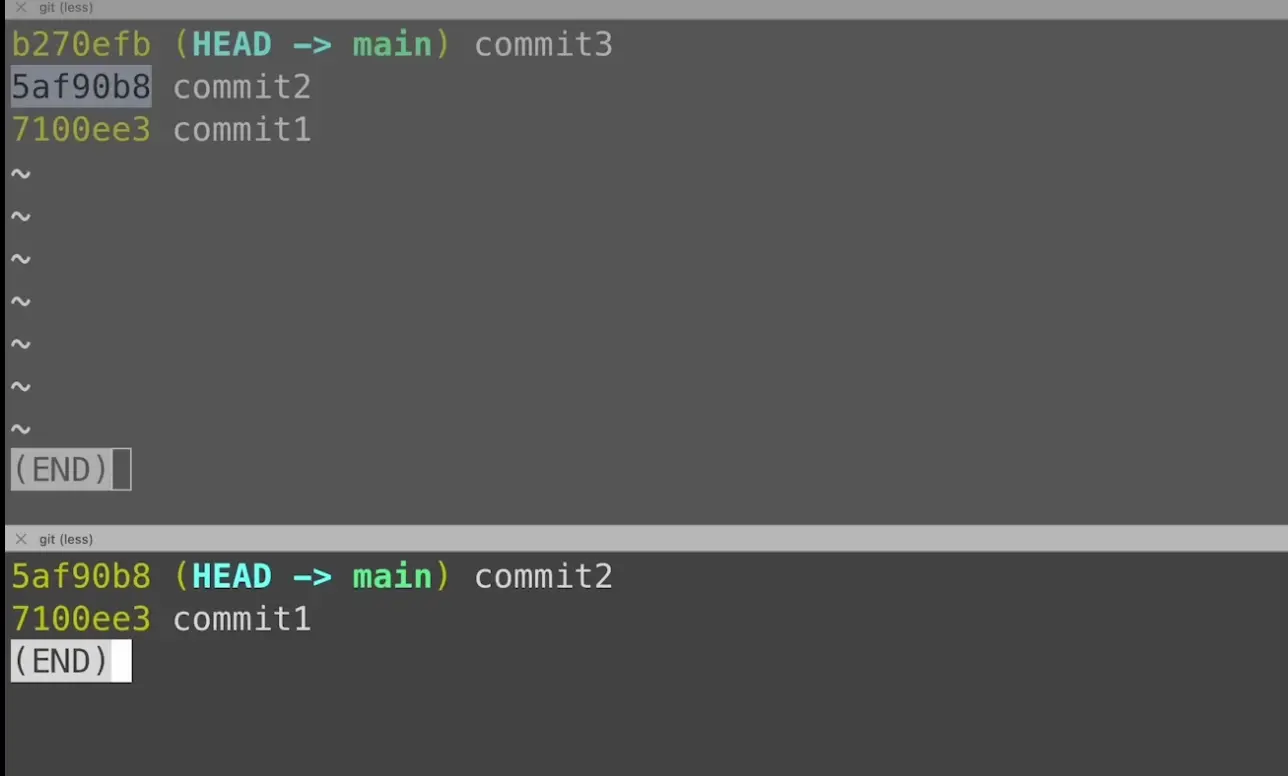 × git (less)
b270efb (HEAD -> main) commit3
5af90b8 commit2
7100ee3 commit1
~
~
~
~
~
~
~
(END)
× git (less)
5af90b8 (HEAD -> main) commit2
7100ee3 commit1
(END)